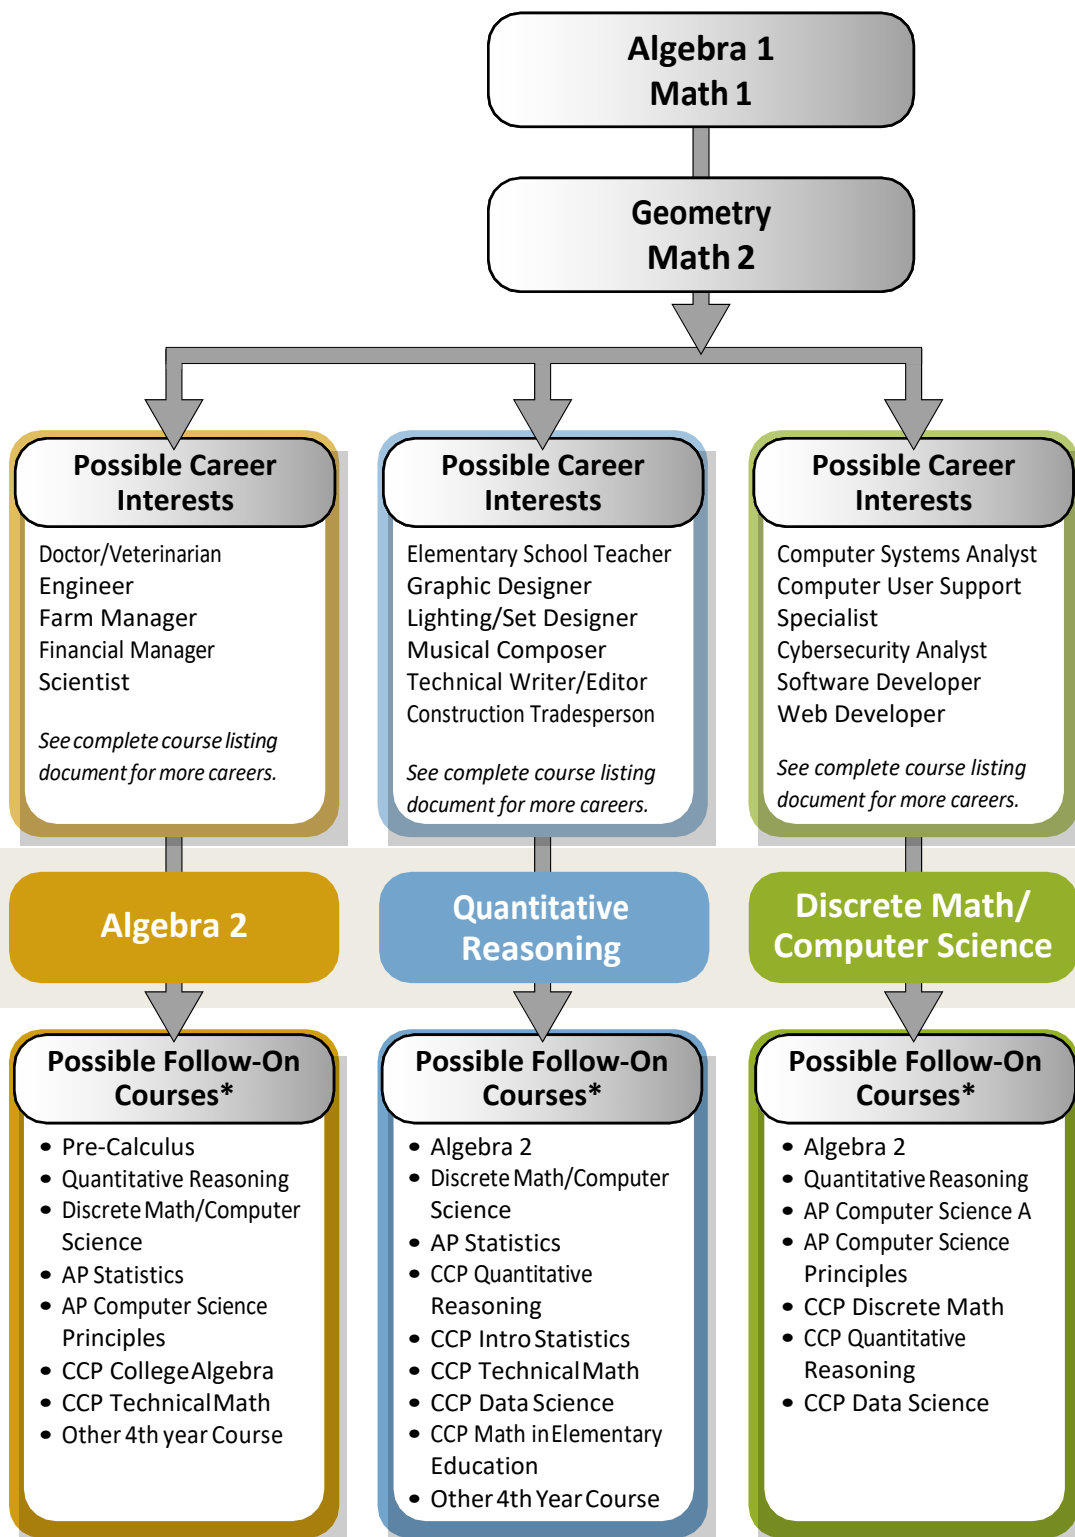 Algebra 1
Math 1
Geometry
Math 2
Possible Career
Interests
Doctor/Veterinarian
Engineer
Farm Manager
Financial Manager
Scientist
See complete course listing
document for more careers.
Possible Career
Interests
Elementary School Teacher
Graphic Designer
Lighting/Set Designer
Musical Composer
Technical Writer/Editor
Construction Tradesperson
See complete course listing
document for more careers.
Possible Career
Interests
Computer Systems Analyst
Computer User Support
Specialist
Cybersecurity Analyst
Software Developer
Web Developer
See complete course listing
document for more careers.
Algebra 2
Quantitative
Reasoning
Discrete Math/
Computer Science
Possible Follow-On
Courses*
• Pre-Calculus
• Quantitative Reasoning
• Discrete Math/Computer
Science
• AP Statistics
• AP Computer Science
Principles
• CCP College Algebra
• CCP Technical Math
• Other 4th year Course
Possible Follow-On
Courses*
• Algebra 2
• Discrete Math/Computer
Science
• AP Statistics
• CCP Quantitative
Reasoning
• CCP Intro Statistics
• CCP Technical Math
• CCP Data Science
• CCP Math in Elementary
Education
• Other 4th Year Course
Possible Follow-On
Courses*
• Algebra 2
• Quantitative Reasoning
• AP Computer Science A
• AP Computer Science
Principles
• CCP Discrete Math
• CCP Quantitative
Reasoning
• CCP Data Science